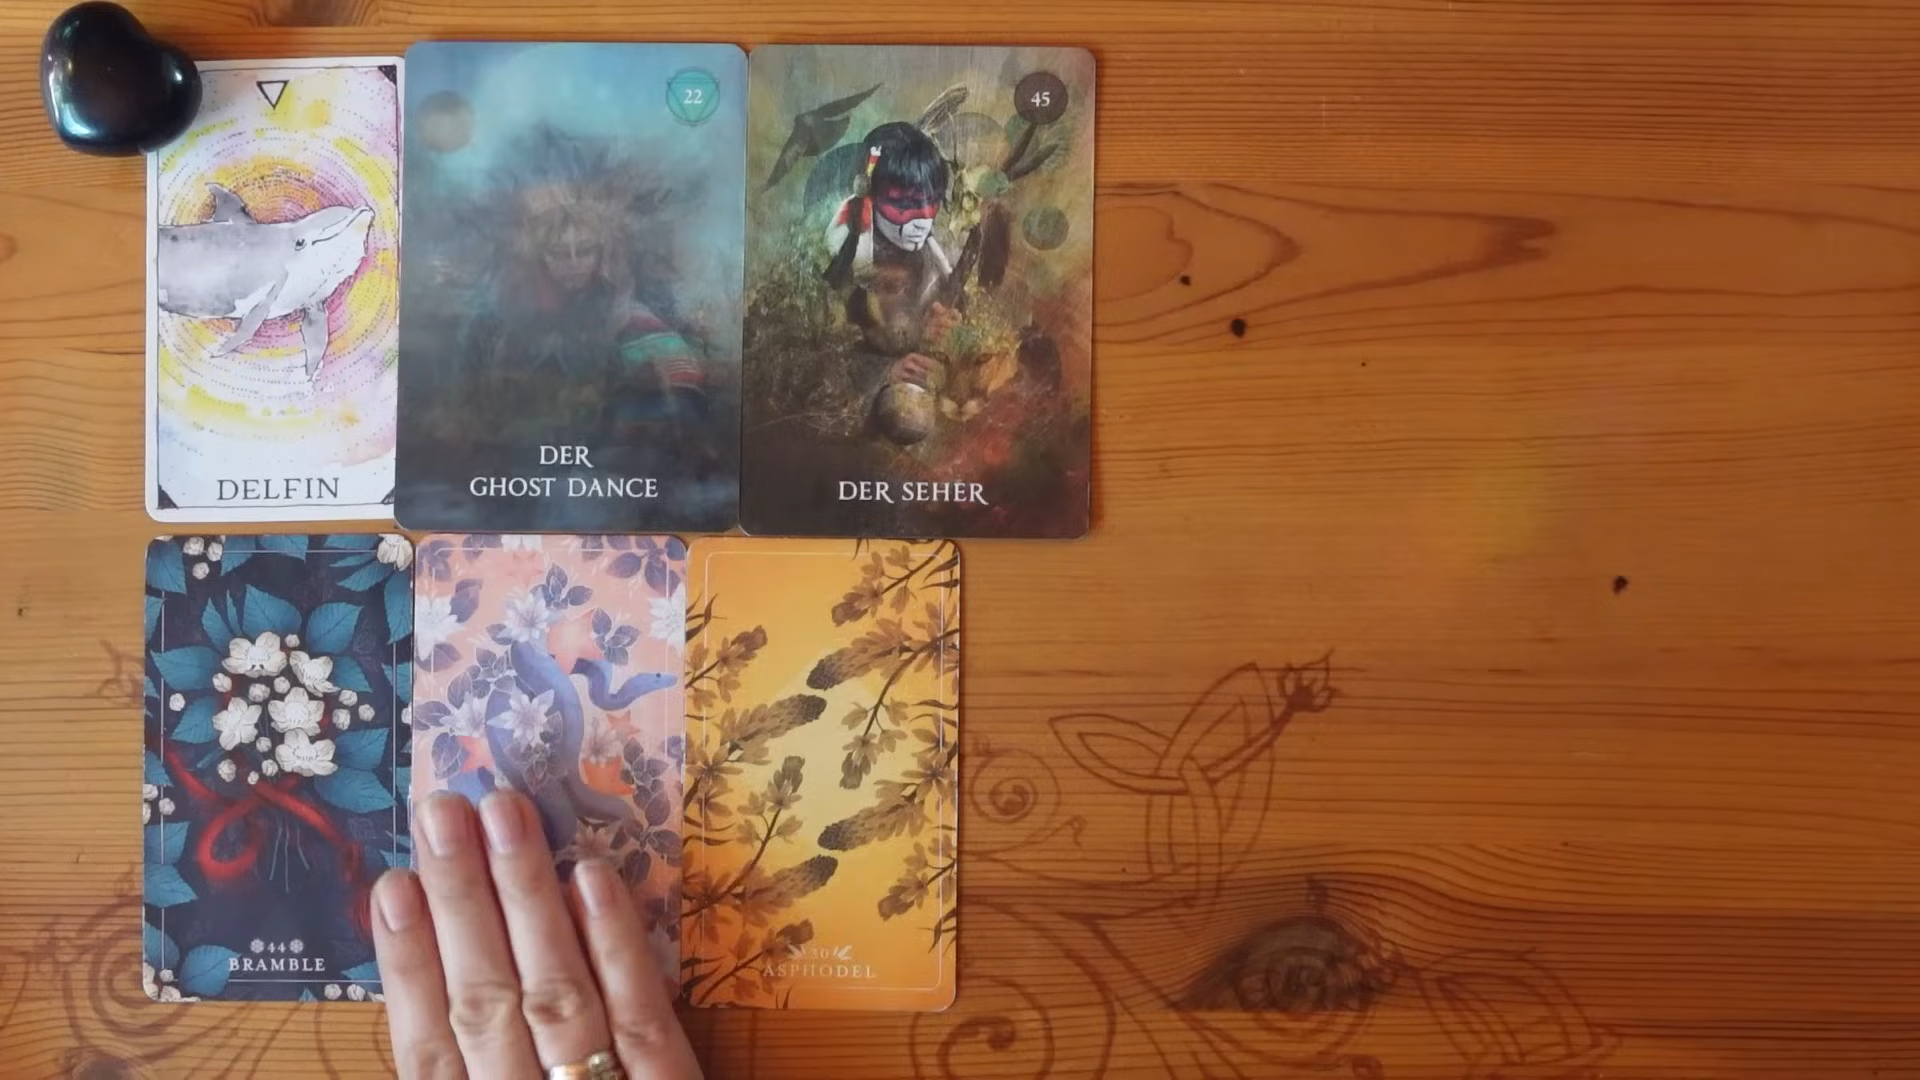 DELFIN
22
DER
GHOST DANCE
45
DER SEHER
44
BRAMBLE
30
ASPHODEL